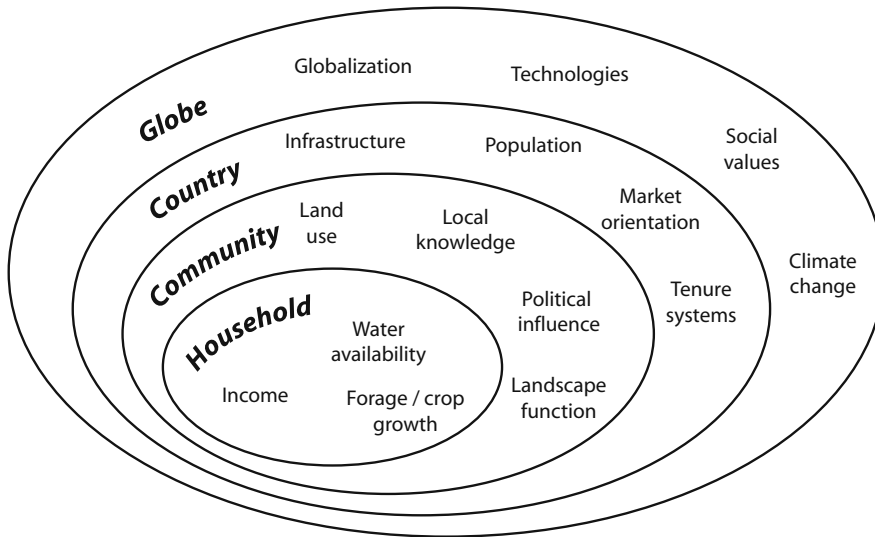 Globe
Globalization
Technologies
Social
values
Climate
change
Country
Infrastructure
Population
Market
orientation
Tenure
systems
Community
Land
use
Local
knowledge
Political
influence
Landscape
function
Household
Water
availability
Income
Forage / crop
growth